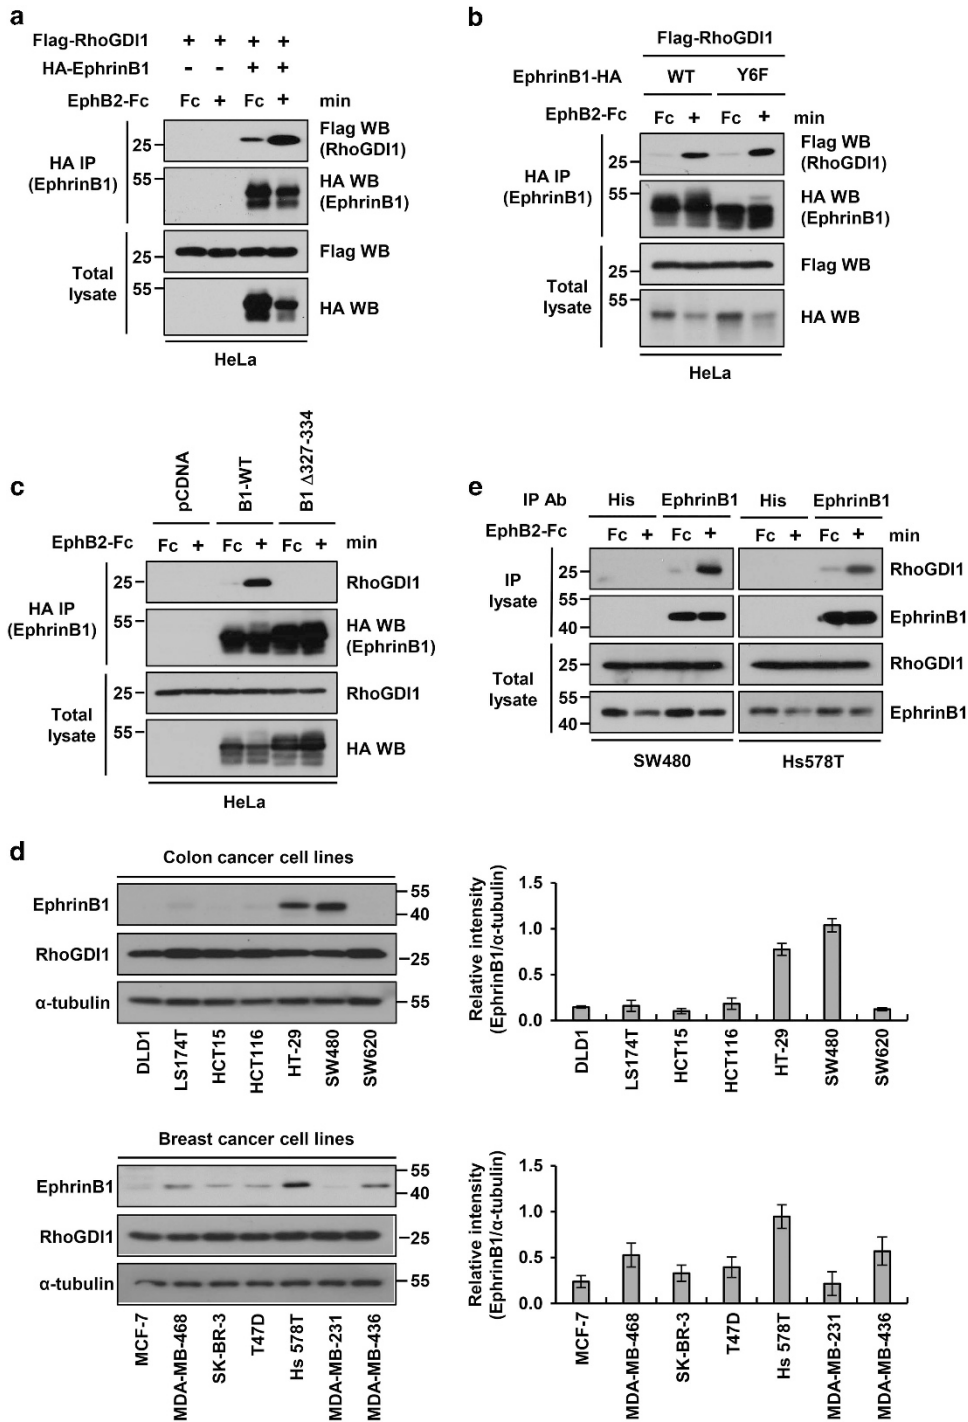 a
Flag-RhoGDI1 + + + +
HA-EphrinB1 - - + +
EphB2-Fc Fc + Fc + min
HA IP
(EphrinB1)
25
Flag WB
(RhoGDI1)
55
HA WB
(EphrinB1)
Total
lysate
25
Flag WB
55
HA WB
HeLa
b
Flag-RhoGDI1
EphrinB1-HA WT Y6F
EphB2-Fc Fc + Fc + min
HA IP
(EphrinB1)
25
Flag WB
(RhoGDI1)
55
HA WB
(EphrinB1)
Total
lysate
25
Flag WB
55
HA WB
HeLa
c
pCDNA
B1-WT
B1 Δ327-334
EphB2-Fc Fc + Fc + Fc + min
HA IP
(EphrinB1)
25
RhoGDI1
55
HA WB
(EphrinB1)
Total
lysate
25
RhoGDI1
55
HA WB
HeLa
e
IP Ab His EphrinB1 His EphrinB1
EphB2-Fc Fc + Fc + Fc + Fc + min
IP
lysate
25
RhoGDI1
55
40
EphrinB1
Total
lysate
25
RhoGDI1
55
40
EphrinB1
SW480 Hs578T
d
Colon cancer cell lines
EphrinB1
55
40
RhoGDI1
25
α-tubulin
55
DLD1
LS174T
HCT15
HCT116
HT-29
SW480
SW620
Relative intensity
(EphrinB1/α-tubulin)
1.5
1.0
0.5
0.0
DLD1
LS174T
HCT15
HCT116
HT-29
SW480
SW620
Breast cancer cell lines
EphrinB1
55
40
RhoGDI1
25
α-tubulin
55
MCF-7
MDA-MB-468
SK-BR-3
T47D
Hs 578T
MDA-MB-231
MDA-MB-436
Relative intensity
(EphrinB1/α-tubulin)
1.5
1.0
0.5
0.0
MCF-7
MDA-MB-468
SK-BR-3
T47D
Hs 578T
MDA-MB-231
MDA-MB-436